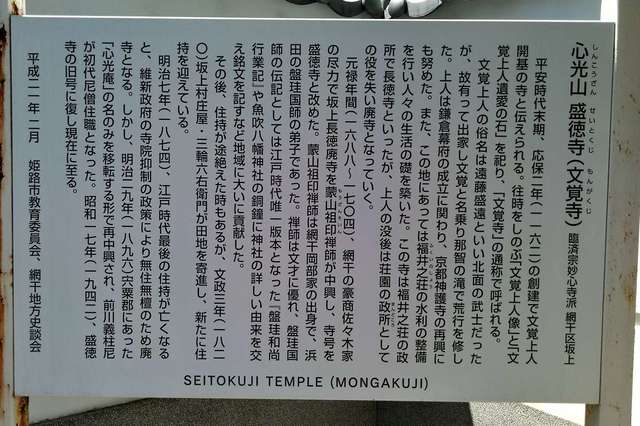 心光山 盛徳寺(文覚寺) 臨済宗妙心寺派 網干区坂上
しんこうざん せいとくじ もんがくじ
平安時代末期、応保二年(一一六二)の創建で文覚上人
開基の寺と伝えられる。往時をしのぶ「文覚上人像」と「文
覚上人遺愛の石」を祀り、「文覚寺」の通称で呼ばれる。
文覚上人の俗名は遠藤盛遠といい北面の武士だった
が、故有って出家し文覚と名乗り那智の滝で荒行を修し
た。上人は鎌倉幕府の成立に関わり、京都神護寺の再興に
も努めた。また、この地にあっては福井之荘の水利の整備
を行い人々の生活の礎を築いた。この寺は福井之荘の政
所で長徳寺といったが、上人の没後は荘園の政所として
の役を失い廃寺となっていく。
元禄年間(一六八八〜一七〇四)、網干の豪商佐々木家
の尽力で坂上長徳廃寺を蒙山祖印禅師が中興し、寺号を
盛徳寺と改めた。蒙山祖印禅師は網干岡部家の出身で、浜
田の盤珪国師の弟子であった。禅師は文才に優れ、盤珪国
師の伝記としては江戸時代唯一版本となった「盤珪和尚
行業記」や魚吹八幡神社の銅鐘に神社の詳しい由来を交
え銘文を記すなど地域に大いに貢献した。
その後、住持が途絶えた時もあるが、文政三年(一八二
〇)坂上村庄屋・三輪六右衛門が田地を寄進し、新たに住
持を迎えている。
明治七年(一八七四)、江戸時代最後の住持が亡くなる
と、維新政府の寺院抑制の政策により無住無檀のため廃
寺となる。しかし、明治二九年(一八九六)宍粟郡にあった
「心光庵」の名のみを移転する形で再中興され、前川義桂尼
が初代尼僧住職となった。昭和一七年(一九四二)、盛徳
寺の旧号に復し現在に至る。
平成二一年二月 姫路市教育委員会、網干地方史談会
SEITOKUJI TEMPLE (MONGAKUJI)